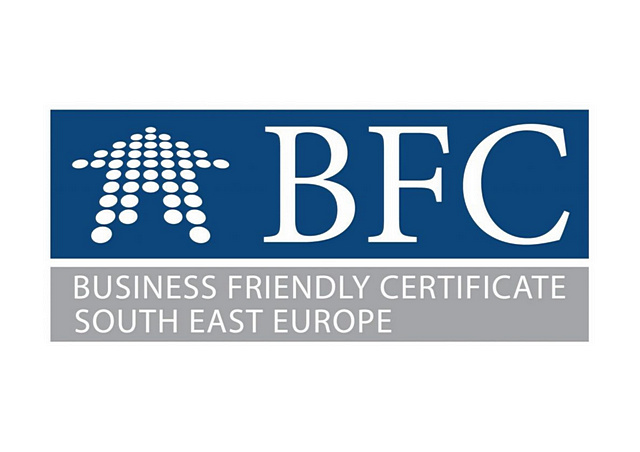 BFC
BUSINESS FRIENDLY CERTIFICATE
SOUTH EAST EUROPE